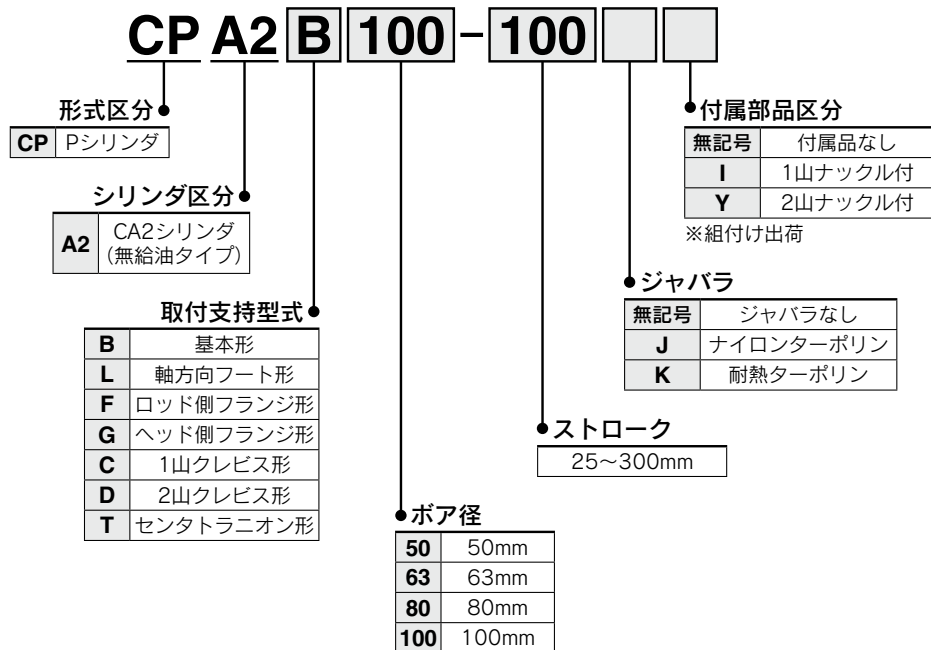 CP A2 B 100 - 100
形式区分
CP Pシリンダ
シリンダ区分
A2 CA2シリンダ
(無給油タイプ)
取付支持型式
B 基本形
L 軸方向フート形
F ロッド側フランジ形
G ヘッド側フランジ形
C 1山クレビス形
D 2山クレビス形
T センタトラニオン形
ボア径
50 50mm
63 63mm
80 80mm
100 100mm
ストローク
25～300mm
ジャバラ
無記号 ジャバラなし
J ナイロンターポリン
K 耐熱ターポリン
付属部品区分
無記号 付属品なし
I 1山ナックル付
Y 2山ナックル付
※組付け出荷